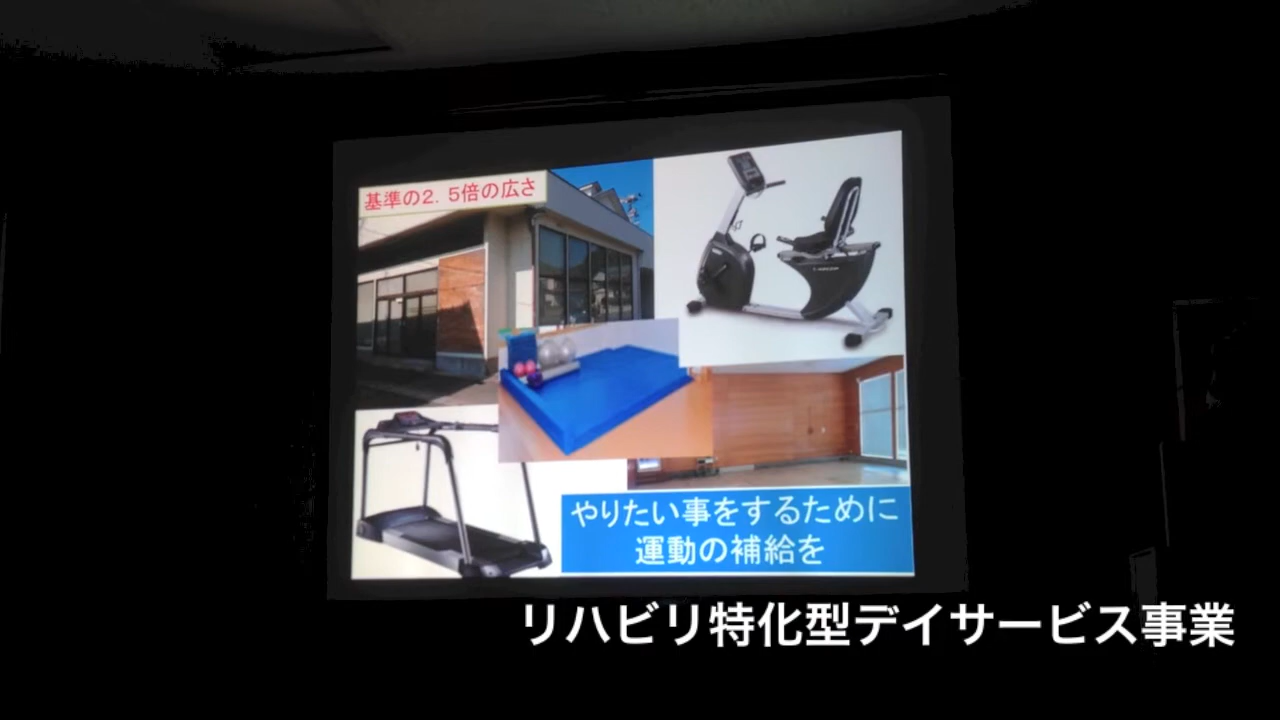 基準の2.5倍の広さ
やりたい事をするために
運動の補給を
リハビリ特化型デイサービス事業